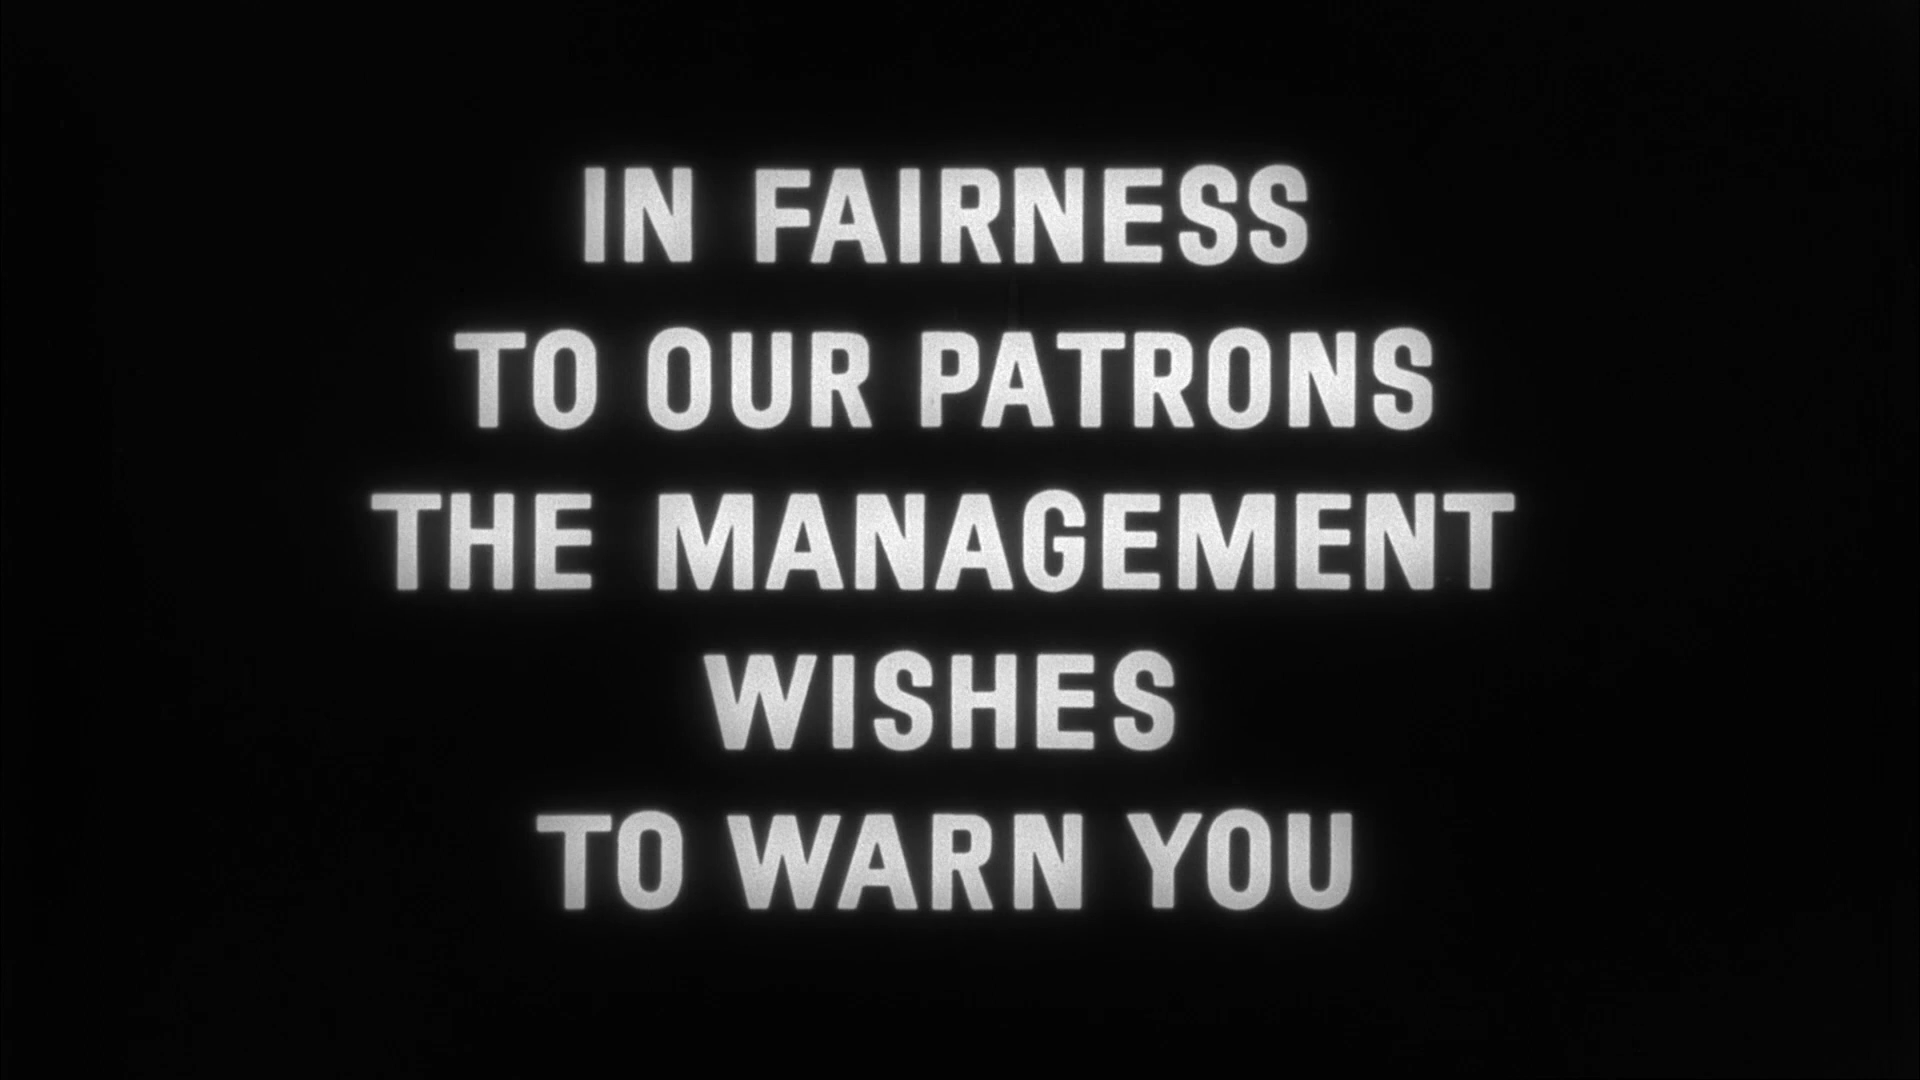 IN FAIRNESS
TO OUR PATRONS
THE MANAGEMENT
WISHES
TO WARN YOU